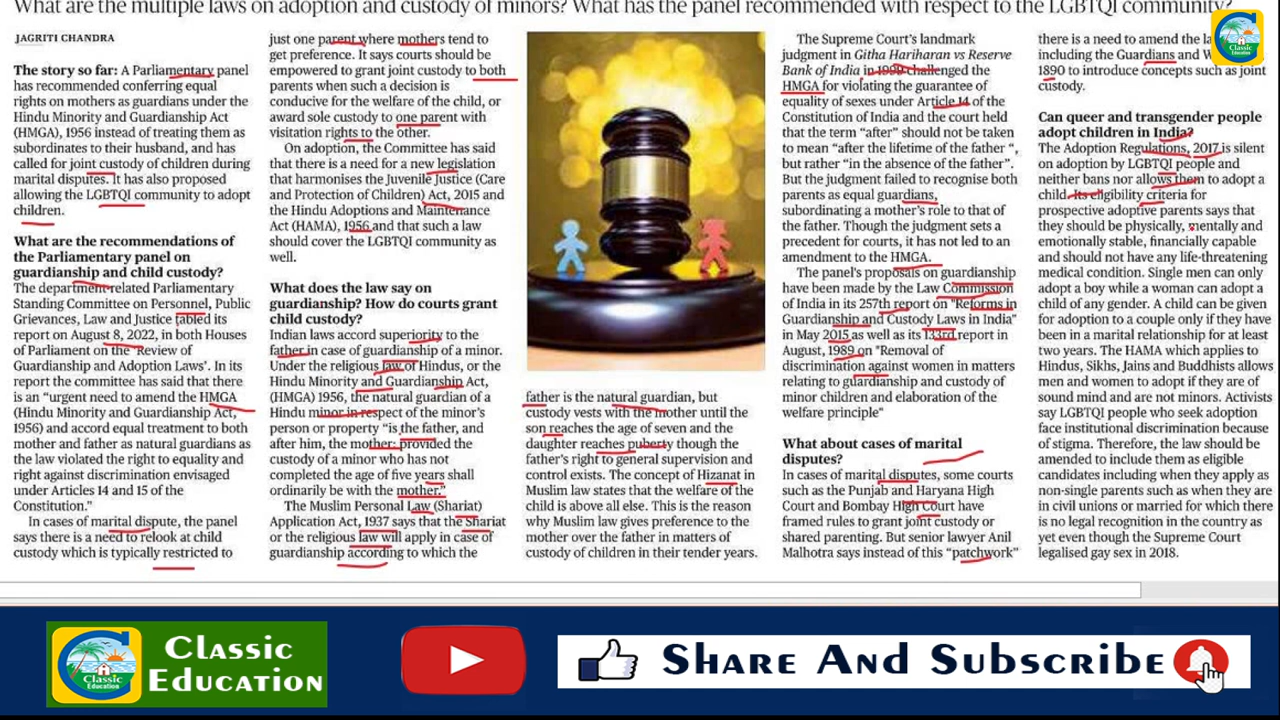 What are the multiple laws on adoption and custody of minors? What has the panel recommended with respect to the LGBTQI community?
JAGRITI CHANDRA
The story so far: A Parliamentary panel
has recommended conferring equal
rights on mothers as guardians under the
Hindu Minority and Guardianship Act
(HMGA), 1956 instead of treating them as
subordinates to their husband, and has
called for joint custody of children during
marital disputes. It has also proposed
allowing the LGBTQI community to adopt
children.
What are the recommendations of
the Parliamentary panel on
guardianship and child custody?
The department-related Parliamentary
Standing Committee on Personnel, Public
Grievances, Law and Justice tabled its
report on August 8, 2022, in both Houses
of Parliament on the 'Review of
Guardianship and Adoption Laws'. In its
report the committee has said that there
is an “urgent need to amend the HMGA
(Hindu Minority and Guardianship Act,
1956) and accord equal treatment to both
mother and father as natural guardians as
the law violated the right to equality and
right against discrimination envisaged
under Articles 14 and 15 of the
Constitution.”
In cases of marital dispute, the panel
says there is a need to relook at child
custody which is typically restricted to
just one parent where mothers tend to
get preference. It says courts should be
empowered to grant joint custody to both
parents when such a decision is
conducive for the welfare of the child, or
award sole custody to one parent with
visitation rights to the other.
On adoption, the Committee has said
that there is a need for a new legislation
that harmonises the Juvenile Justice (Care
and Protection of Children) Act, 2015 and
the Hindu Adoptions and Maintenance
Act (HAMA), 1956 and that such a law
should cover the LGBTQI community as
well.
What does the law say on
guardianship? How do courts grant
child custody?
Indian laws accord superiority to the
father in case of guardianship of a minor.
Under the religious law of Hindus, or the
Hindu Minority and Guardianship Act,
(HMGA) 1956, the natural guardian of a
Hindu minor in respect of the minor's
person or property “is the father, and
after him, the mother: provided the
custody of a minor who has not
completed the age of five years shall
ordinarily be with the mother.”
The Muslim Personal Law (Shariat)
Application Act, 1937 says that the Shariat
or the religious law will apply in case of
guardianship according to which the
father is the natural guardian, but
custody vests with the mother until the
son reaches the age of seven and the
daughter reaches puberty though the
father's right to general supervision and
control exists. The concept of Hizanat in
Muslim law states that the welfare of the
child is above all else. This is the reason
why Muslim law gives preference to the
mother over the father in matters of
custody of children in their tender years.
The Supreme Court's landmark
judgment in Githa Hariharan vs Reserve
Bank of India in 1999 challenged the
HMGA for violating the guarantee of
equality of sexes under Article 14 of the
Constitution of India and the court held
that the term “after” should not be taken
to mean “after the lifetime of the father “,
but rather “in the absence of the father”.
But the judgment failed to recognise both
parents as equal guardians,
subordinating a mother's role to that of
the father. Though the judgment sets a
precedent for courts, it has not led to an
amendment to the HMGA.
The panel's proposals on guardianship
have been made by the Law Commission
of India in its 257th report on "Reforms in
Guardianship and Custody Laws in India"
in May 2015 as well as its 133rd report in
August, 1989 on "Removal of
discrimination against women in matters
relating to guardianship and custody of
minor children and elaboration of the
welfare principle"
What about cases of marital
disputes?
In cases of marital disputes, some courts
such as the Punjab and Haryana High
Court and Bombay High Court have
framed rules to grant joint custody or
shared parenting. But senior lawyer Anil
Malhotra says instead of this “patchwork”
there is a need to amend the
including the Guardians and
1890 to introduce concepts such as joint
custody.
Can queer and transgender people
adopt children in India?
The Adoption Regulations, 2017 is silent
on adoption by LGBTQI people and
neither bans nor allows them to adopt a
child. Its eligibility criteria for
prospective adoptive parents says that
they should be physically, mentally and
emotionally stable, financially capable
and should not have any life-threatening
medical condition. Single men can only
adopt a boy while a woman can adopt a
child of any gender. A child can be given
for adoption to a couple only if they have
been in a marital relationship for at least
two years. The HAMA which applies to
Hindus, Sikhs, Jains and Buddhists allows
men and women to adopt if they are of
sound mind and are not minors. Activists
say LGBTQI people who seek adoption
face institutional discrimination because
of stigma. Therefore, the law should be
amended to include them as eligible
candidates including when they apply as
non-single parents such as when they are
in civil unions or married for which there
is no legal recognition in the country as
yet even though the Supreme Court
legalised gay sex in 2018.
Classic
Education
Classic
Education
Classic
Education
Share And Subscribe